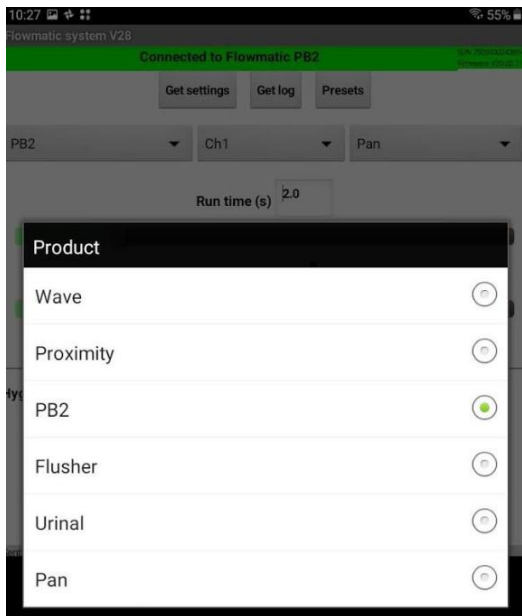 10:27 55%
Flowmatic system V28
Connected to Flowmatic PB2
Get settings Get log Presets
PB2 Ch1 Pan
Run time (s) 2.0
Product
Wave
Proximity
PB2
Flusher
Urinal
Pan